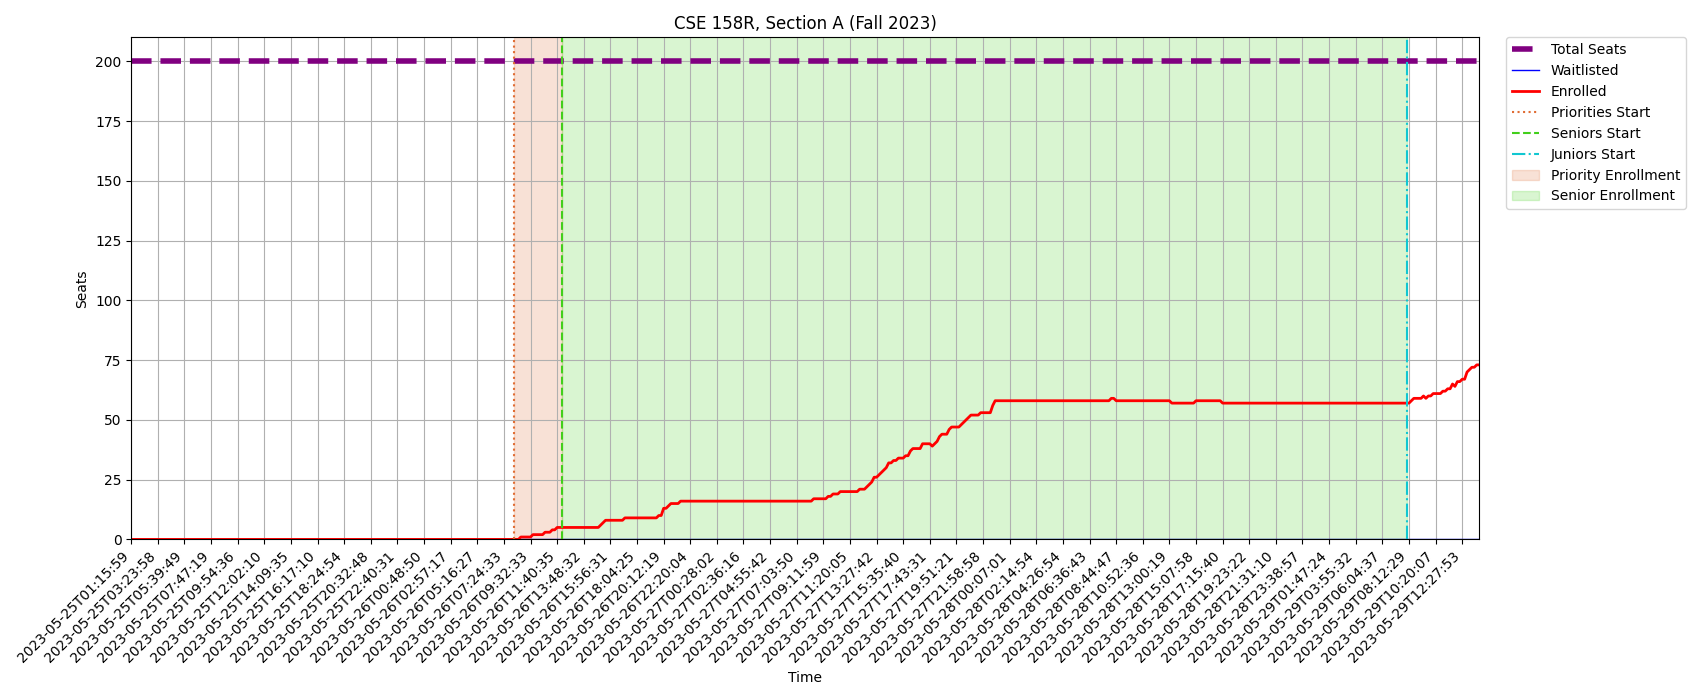 CSE 158R, Section A (Fall 2023)
Total Seats
Waitlisted
Enrolled
Priorities Start
Seniors Start
Juniors Start
Priority Enrollment
Senior Enrollment
Seats
200
175
150
125
100
75
50
25
0
2023-05-25T01:15:59
2023-05-25T03:23:58
2023-05-25T05:39:49
2023-05-25T07:47:19
2023-05-25T09:54:36
2023-05-25T12:02:10
2023-05-25T14:09:35
2023-05-25T16:17:10
2023-05-25T18:24:54
2023-05-25T20:32:48
2023-05-25T22:40:31
2023-05-26T00:48:50
2023-05-26T02:57:17
2023-05-26T05:16:27
2023-05-26T07:24:33
2023-05-26T09:32:33
2023-05-26T11:40:35
2023-05-26T13:48:32
2023-05-26T15:56:31
2023-05-26T18:04:25
2023-05-26T20:12:19
2023-05-26T22:20:04
2023-05-27T00:28:02
2023-05-27T02:36:16
2023-05-27T04:55:42
2023-05-27T07:03:50
2023-05-27T09:11:59
2023-05-27T11:20:05
2023-05-27T13:27:42
2023-05-27T15:35:40
2023-05-27T17:43:31
2023-05-27T19:51:21
2023-05-27T21:58:58
2023-05-28T00:07:01
2023-05-28T02:14:54
2023-05-28T04:26:54
2023-05-28T06:36:43
2023-05-28T08:44:47
2023-05-28T10:52:36
2023-05-28T13:00:19
2023-05-28T15:07:58
2023-05-28T17:15:40
2023-05-28T19:23:22
2023-05-28T21:31:10
2023-05-28T23:38:57
2023-05-29T01:47:24
2023-05-29T03:55:32
2023-05-29T06:04:37
2023-05-29T08:12:29
2023-05-29T10:20:07
2023-05-29T12:27:53
Time